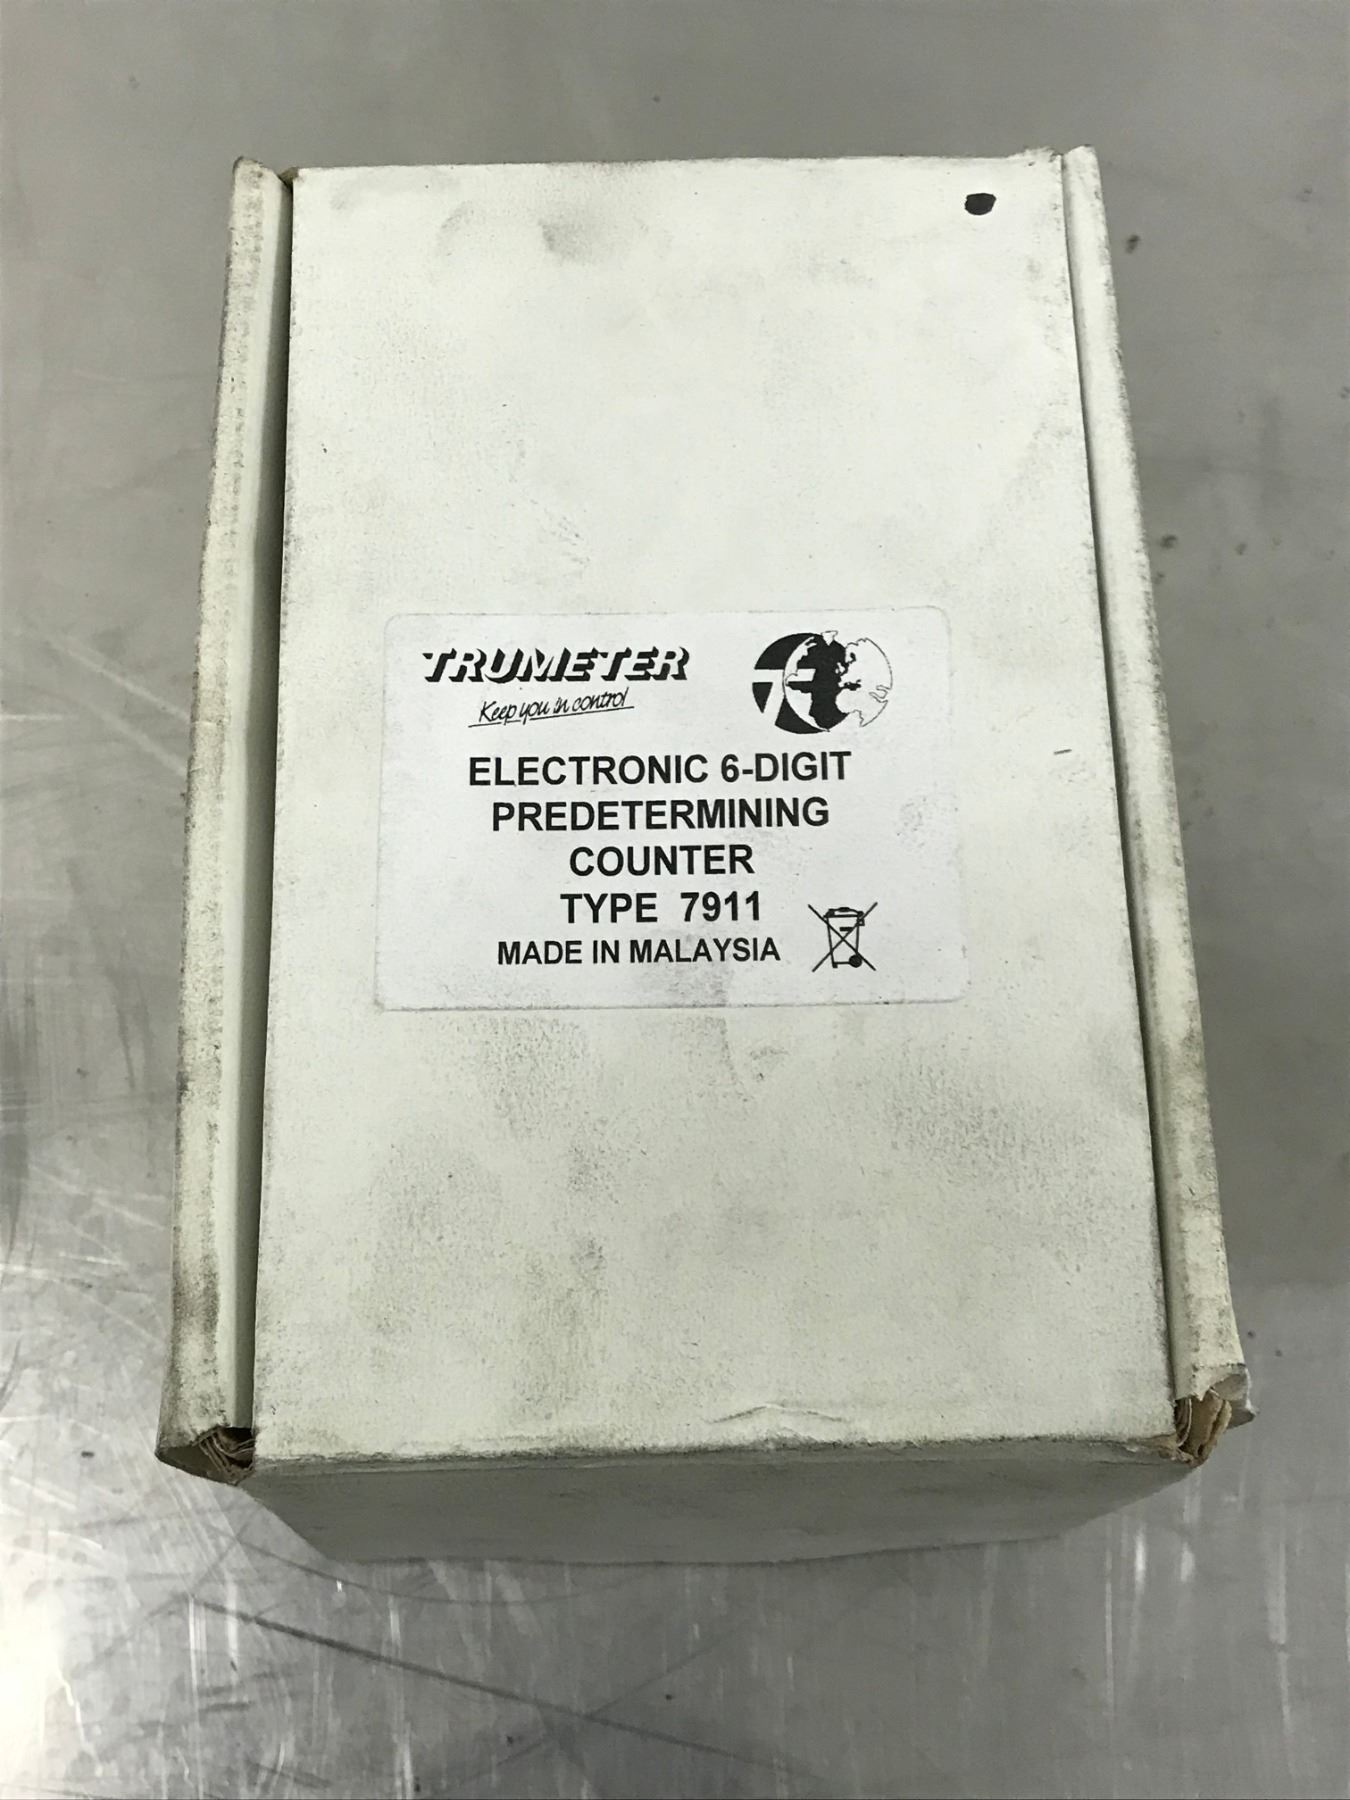 TRUMETER
Keep you in control
ELECTRONIC 6-DIGIT
PREDETERMINING
COUNTER
TYPE 7911
MADE IN MALAYSIA